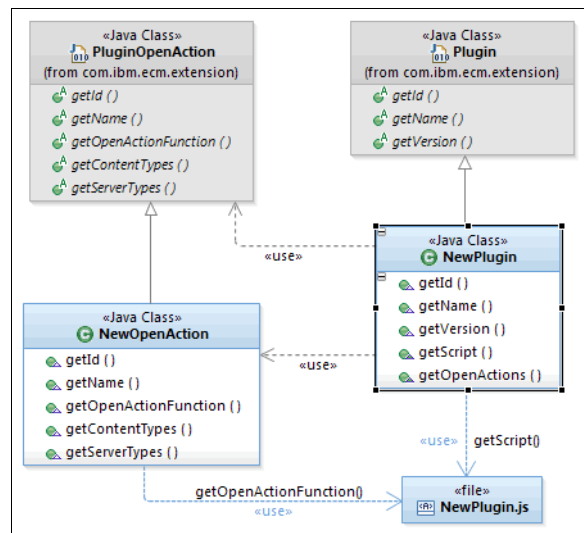 «Java Class»
PluginOpenAction
(from com.ibm.ecm.extension)
getId ( )
getName ( )
getOpenActionFunction ( )
getContentTypes ( )
getServerTypes ( )
«Java Class»
Plugin
(from com.ibm.ecm.extension)
getId ( )
getName ( )
getVersion ( )
«use»
«Java Class»
NewPlugin
getId ( )
getName ( )
getVersion ( )
getScript ( )
getOpenActions ( )
«Java Class»
NewOpenAction
getId ( )
getName ( )
getOpenActionFunction ( )
getContentTypes ( )
getServerTypes ( )
«use»
«use» getScript()
getOpenActionFunction()
«use»
«file»
NewPlugin.js